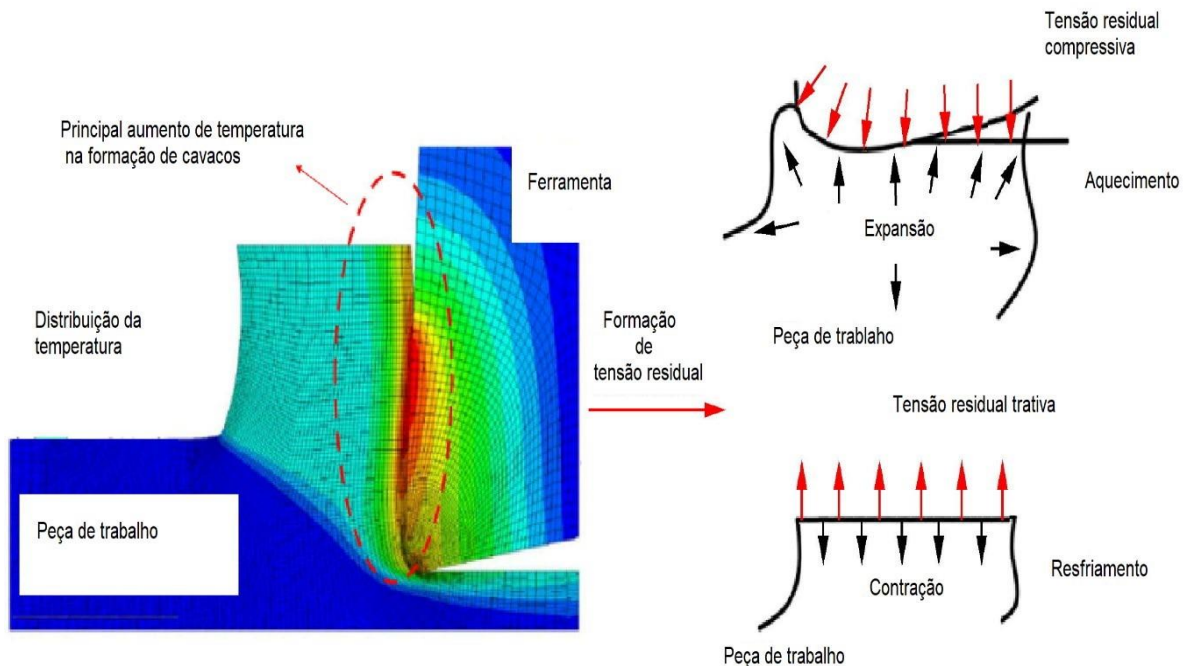 Principal aumento de temperatura
na formação de cavacos
Ferramenta
Distribuição da
temperatura
Peça de trabalho
Formação
de
tensão residual
Tensão residual
compressiva
Aquecimento
Expansão
Peça de trablaho
Tensão residual trativa
Contração
Resfriamento
Peça de trabalho